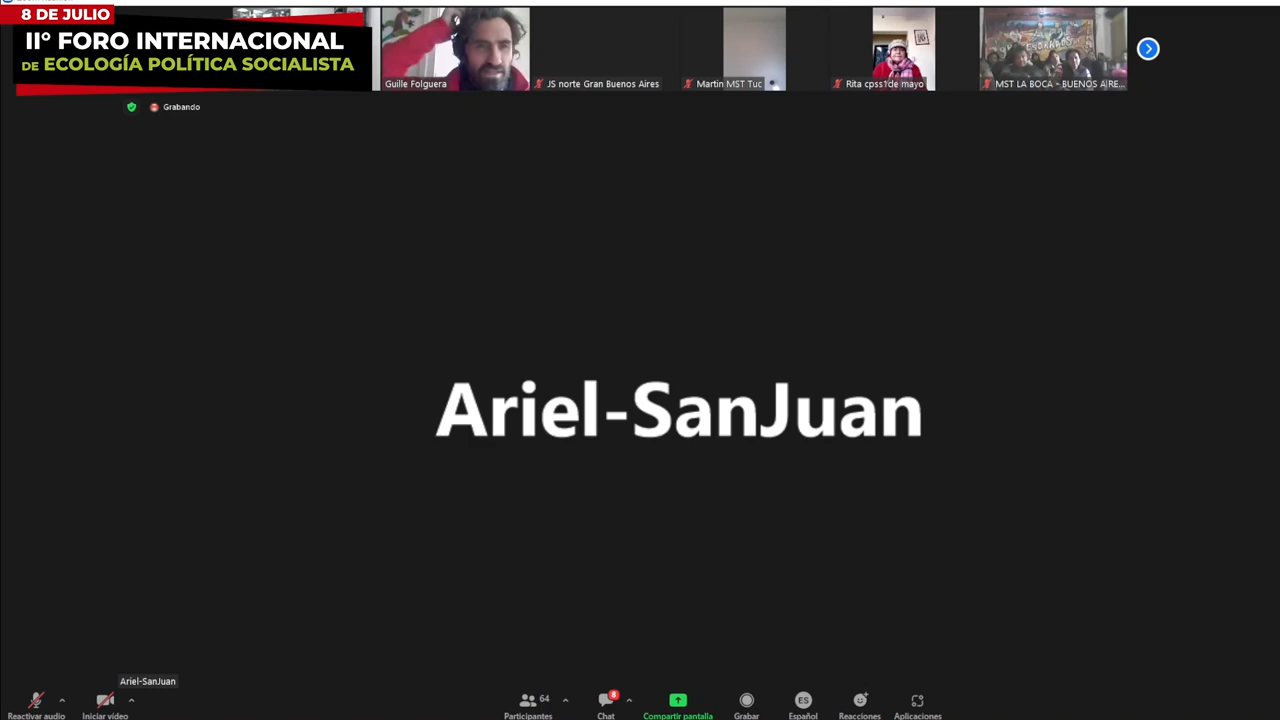 8 DE JULIO
IIº FORO INTERNACIONAL
DE ECOLOGÍA POLÍTICA SOCIALISTA
Guille Folguera
JS norte Gran Buenos Aires
Martin MST Tuc
Rita cpss1de mayo
MST LA BOCA - BUENOS AIRE...
Grabando
Ariel-SanJuan
Ariel-SanJuan
64
8
ES
Reactivar audio
Iniciar vídeo
Participantes
Chat
Compartir pantalla
Grabar
Español
Reacciones
Aplicaciones